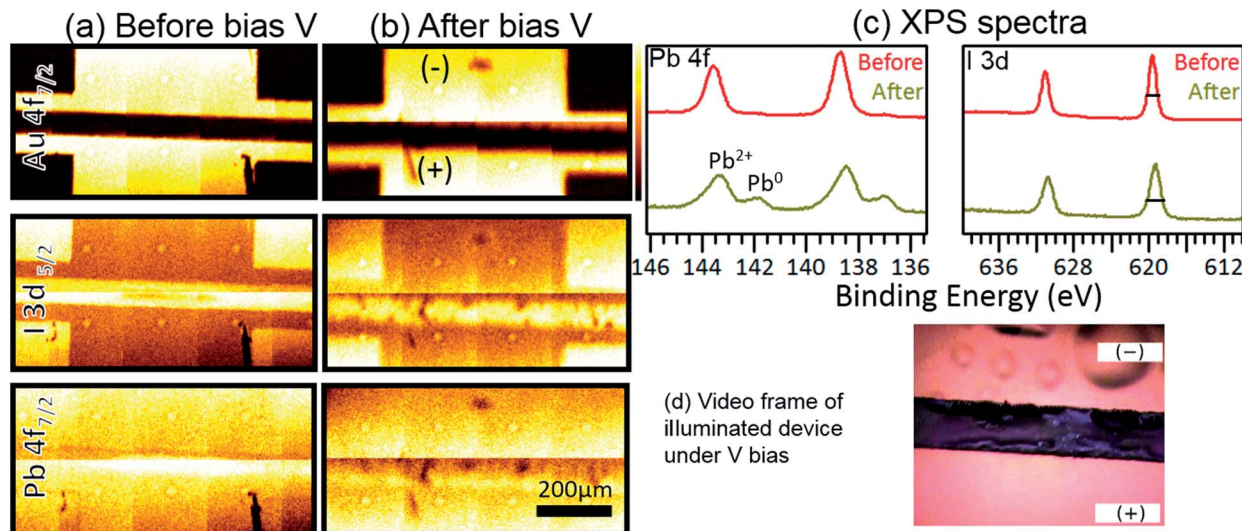 (a) Before bias V
(b) After bias V
(c) XPS spectra
Au 4f7/2
(-)
(+)
I 3d 5/2
Pb 4f7/2
200μm
Pb 4f
Before
After
Pb2+
Pb0
146 144 142 140 138 136
I 3d
Before
After
636 628 620 612
Binding Energy (eV)
(d) Video frame of
illuminated device
under V bias
(−)
(+)